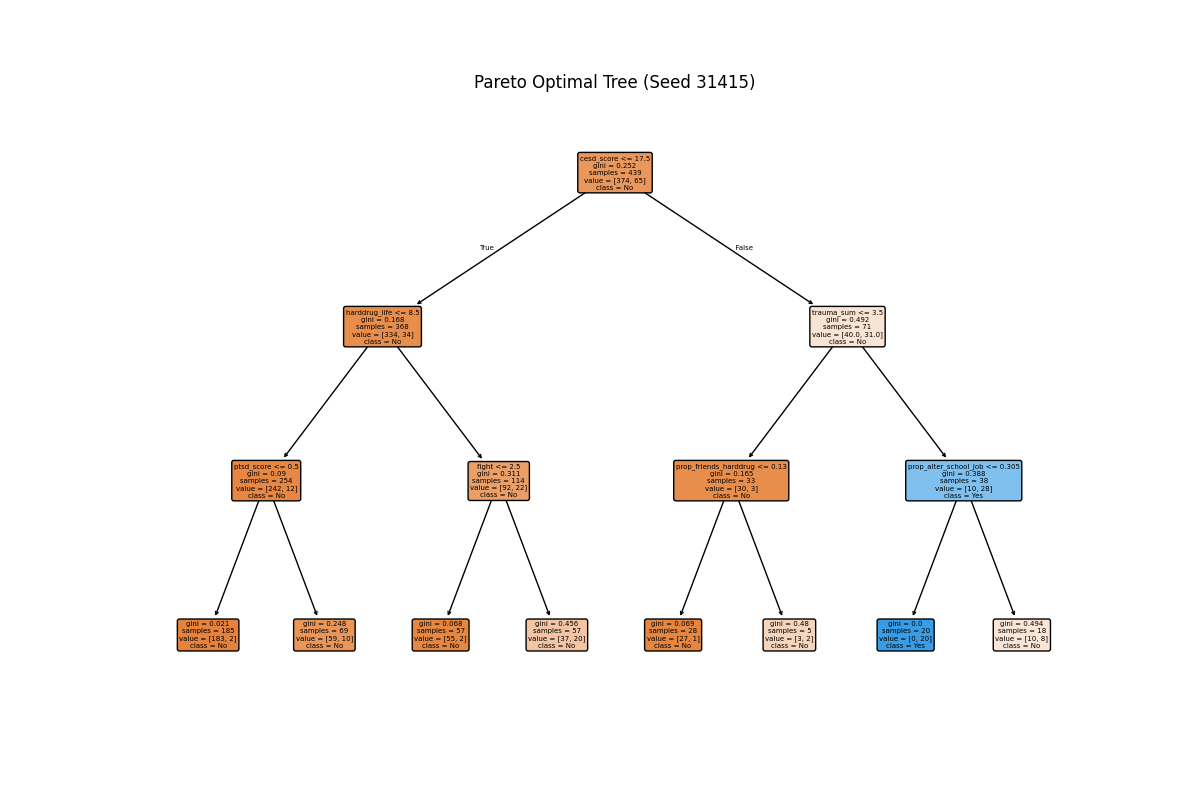 Pareto Optimal Tree (Seed 31415)
cesd_score <= 17.5
gini = 0.252
samples = 439
value = [374, 65]
class = No
True
False
harddrug_life <= 8.5
gini = 0.168
samples = 368
value = [334, 34]
class = No
trauma_sum <= 3.5
gini = 0.492
samples = 71
value = [40.0, 31.0]
class = No
ptsd_score <= 0.5
gini = 0.09
samples = 254
value = [242, 12]
class = No
fight <= 2.5
gini = 0.311
samples = 114
value = [92, 22]
class = No
prop_friends_harddrug <= 0.13
gini = 0.165
samples = 33
value = [30, 3]
class = No
prop_alter_school_job <= 0.305
gini = 0.388
samples = 38
value = [10, 28]
class = Yes
gini = 0.021
samples = 185
value = [183, 2]
class = No
gini = 0.248
samples = 69
value = [59, 10]
class = No
gini = 0.068
samples = 57
value = [55, 2]
class = No
gini = 0.456
samples = 57
value = [37, 20]
class = No
gini = 0.069
samples = 28
value = [27, 1]
class = No
gini = 0.48
samples = 5
value = [3, 2]
class = No
gini = 0.0
samples = 20
value = [0, 20]
class = Yes
gini = 0.494
samples = 18
value = [10, 8]
class = No